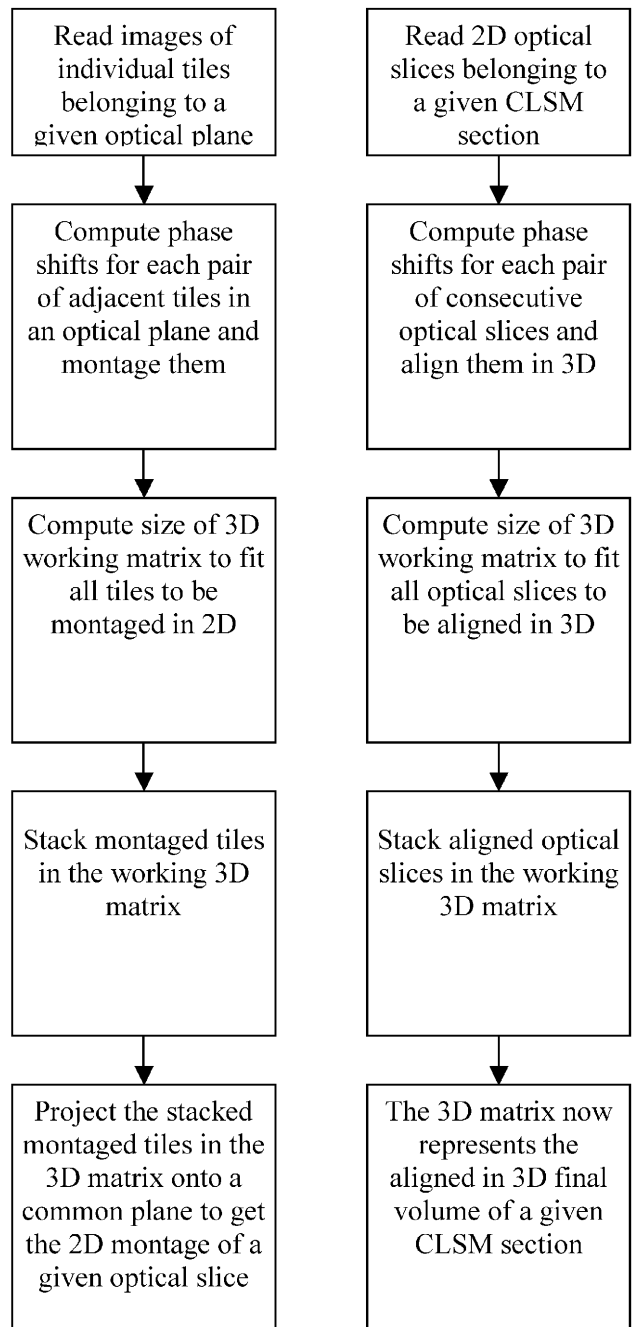 Read images of
individual tiles
belonging to a
given optical plane
Compute phase
shifts for each pair
of adjacent tiles in
an optical plane and
montage them
Compute size of 3D
working matrix to fit
all tiles to be
montaged in 2D
Stack montaged tiles
in the working 3D
matrix
Project the stacked
montaged tiles in the
3D matrix onto a
common plane to get
the 2D montage of a
given optical slice
Read 2D optical
slices belonging to
a given CLSM
section
Compute phase
shifts for each pair
of consecutive
optical slices and
align them in 3D
Compute size of 3D
working matrix to fit
all optical slices to
be aligned in 3D
Stack aligned optical
slices in the working
3D matrix
The 3D matrix now
represents the
aligned in 3D final
volume of a given
CLSM section